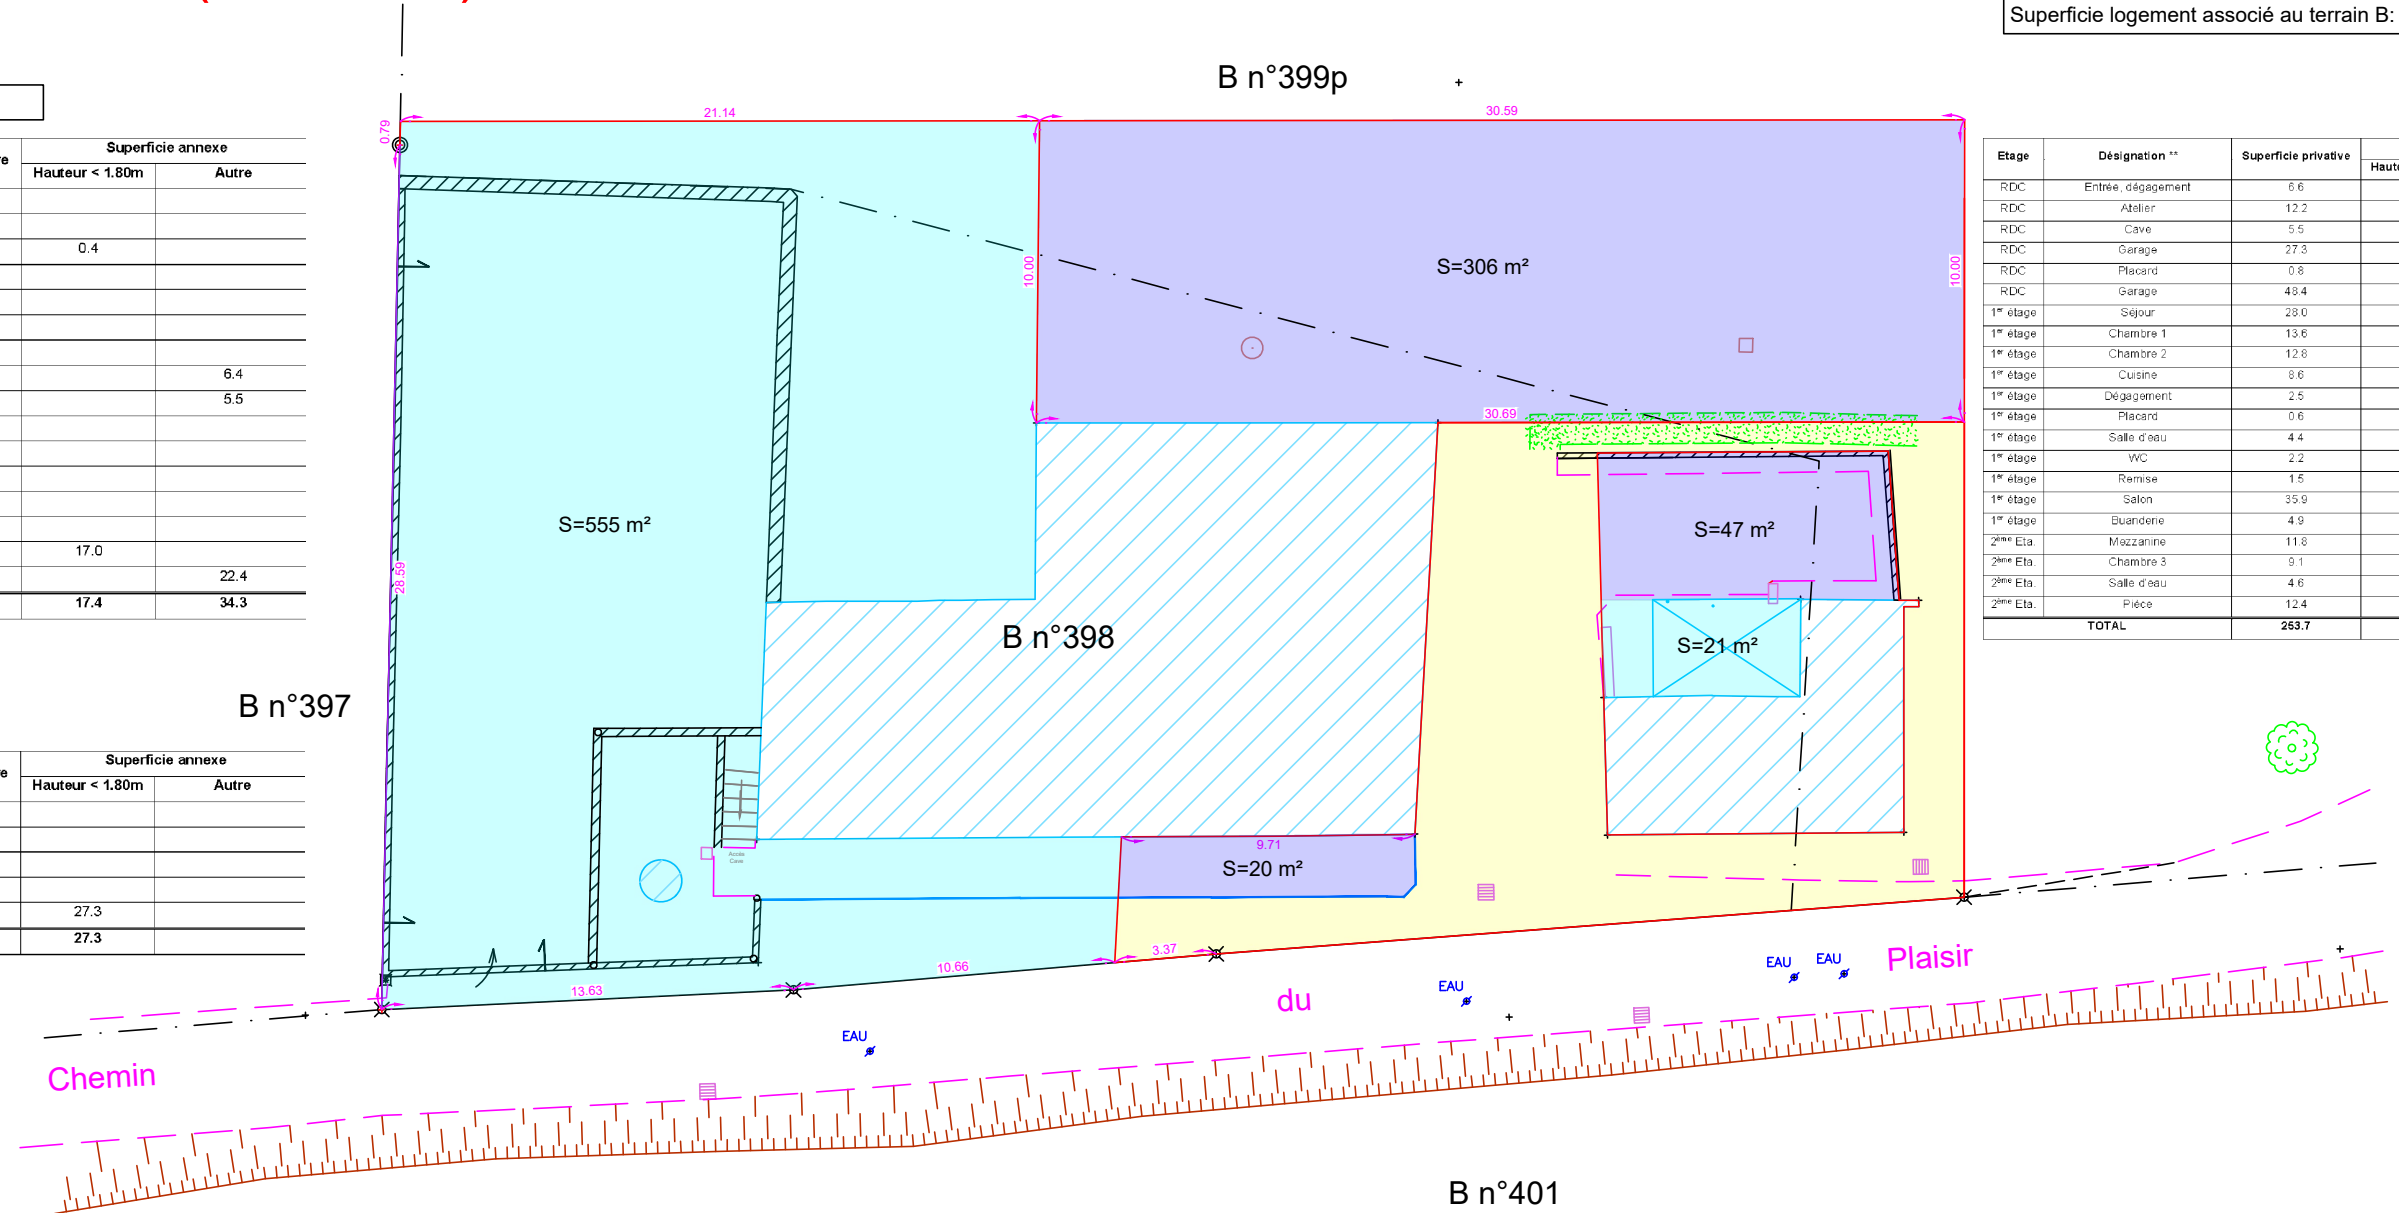 Superficie logement associé au terrain B:
B n°399p
21.14
30.59
0.79
Superficie annexe
Hauteur < 1.80m
Autre
0.4
6.4
5.5
17.0
22.4
17.4
34.3
Etage
Désignation **
Superficie privative
RDC
Entrée, dégagement
6.6
RDC
Atelier
12.2
RDC
Cave
5.5
RDC
Garage
27.3
RDC
Placard
0.8
RDC
Garage
48.4
1er étage
Séjour
28.0
1er étage
Chambre 1
13.6
1er étage
Chambre 2
12.8
1er étage
Cuisine
8.6
1er étage
Dégagement
2.5
1er étage
Placard
0.6
1er étage
Salle d'eau
4.4
1er étage
WC
2.2
1er étage
Remise
1.5
1er étage
Salon
35.9
1er étage
Buanderie
4.9
2ème Eta.
Mezzanine
11.8
2ème Eta.
Chambre 3
9.1
2ème Eta.
Salle d'eau
4.6
2ème Eta.
Pièce
12.4
TOTAL
253.7
10.00
S=306 m²
10.00
30.69
S=555 m²
S=47 m²
28.59
B n°398
S=21 m²
B n°397
Superficie annexe
Hauteur < 1.80m
Autre
27.3
27.3
Accès
Cave
9.71
S=20 m²
3.37
10.66
13.63
EAU
EAU
EAU
EAU
Chemin
du
Plaisir
B n°401